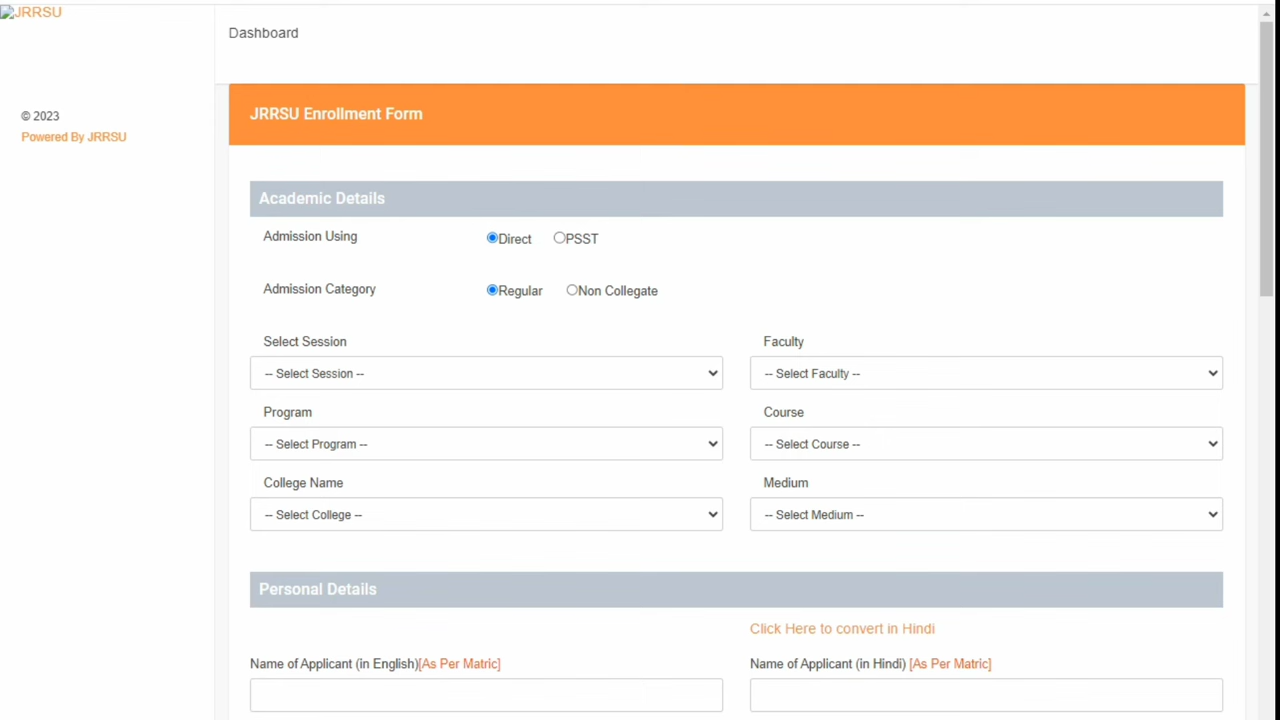 JRRSU
Dashboard
© 2023
Powered By JRRSU
JRRSU Enrollment Form
Academic Details
Admission Using Direct PSST
Admission Category Regular Non Collegate
Select Session Faculty
-- Select Session -- -- Select Faculty --
Program Course
-- Select Program -- -- Select Course --
College Name Medium
-- Select College -- -- Select Medium --
Personal Details
Click Here to convert in Hindi
Name of Applicant (in English)[As Per Matric] Name of Applicant (in Hindi) [As Per Matric]